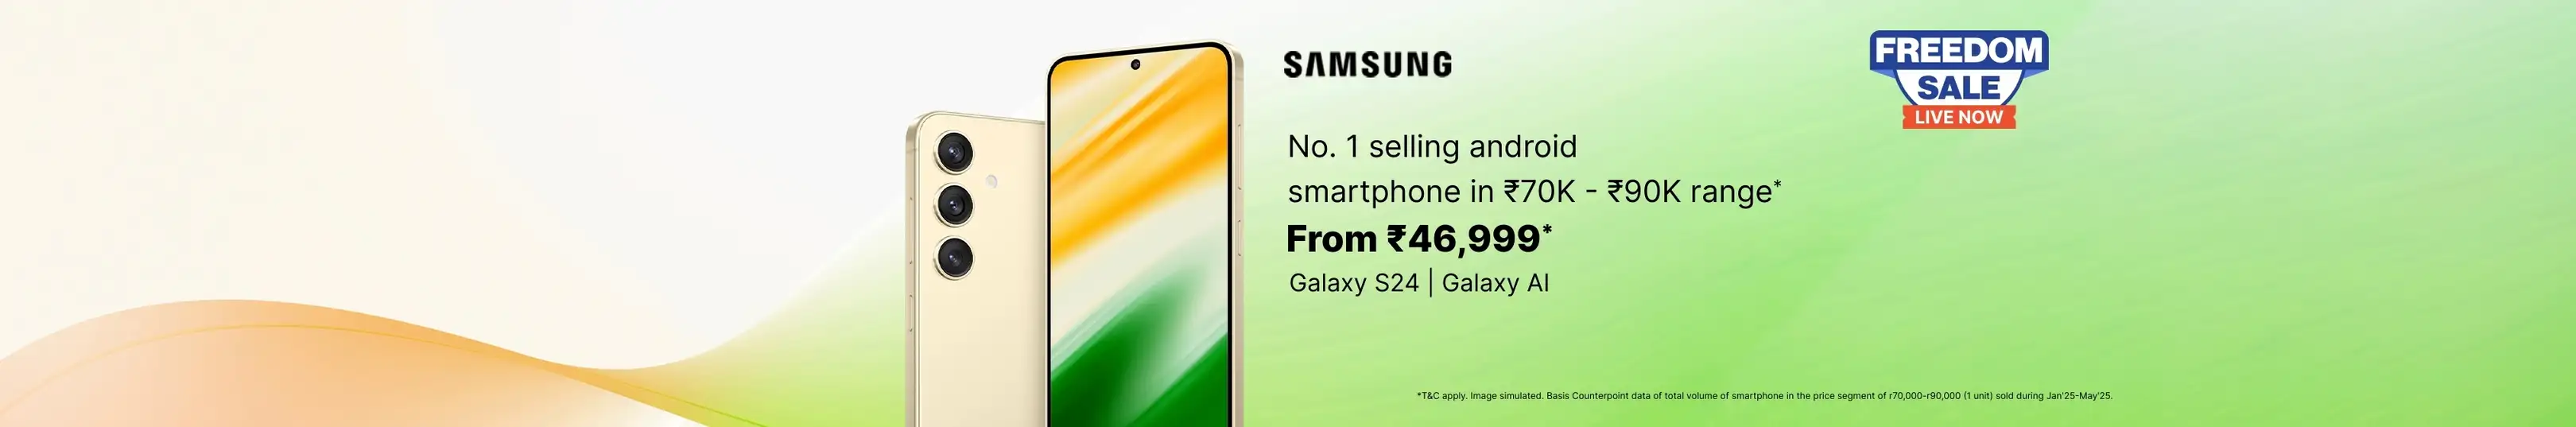 SAMSUNG
No. 1 selling android
smartphone in ₹70K - ₹90K range*
From ₹46,999*
Galaxy S24 | Galaxy AI
FREEDOM
SALE
LIVE NOW
*T&C apply. Image simulated. Basis Counterpoint data of total volume of smartphone in the price segment of r70,000-r90,000 (1 unit) sold during Jan'25-May'25.